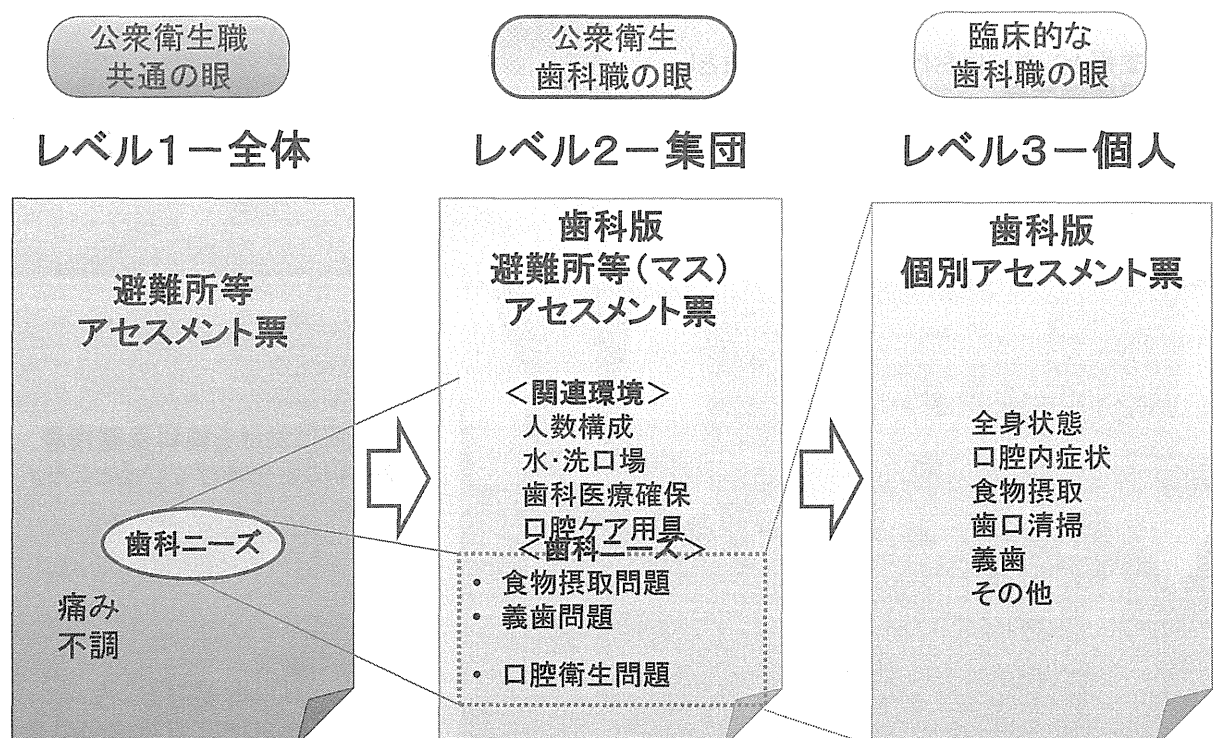 公衆衛生職
共通の眼
レベル1－全体
避難所等
アセスメント票
歯科ニーズ
痛み
不調
公衆衛生
歯科職の眼
レベル2－集団
歯科版
避難所等(マス)
アセスメント票
＜関連環境＞
人数構成
水・洗口場
歯科医療確保
口腔ケア用具
＜歯科ニーズ＞
• 食物摂取問題
• 義歯問題
• 口腔衛生問題
臨床的な
歯科職の眼
レベル3－個人
歯科版
個別アセスメント票
全身状態
口腔内症状
食物摂取
歯口清掃
義歯
その他